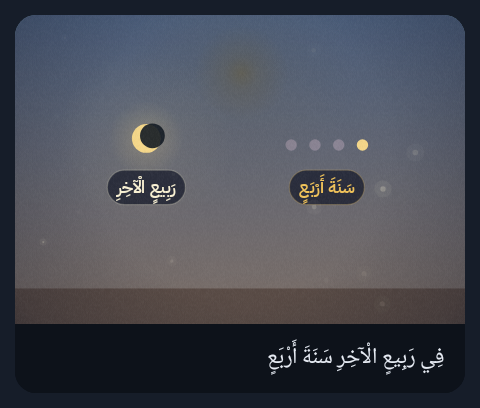 سَنَةَ أَرْبَعٍ
رَبِيعٍ الْآخِرِ
فِي رَبِيعٍ الْآخِرِ سَنَةَ أَرْبَعٍ